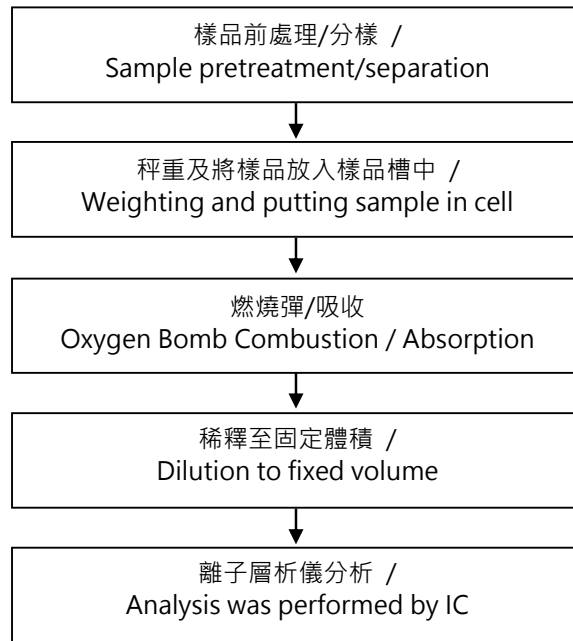 樣品前處理/分樣 /
Sample pretreatment/separation
秤重及將樣品放入樣品槽中 /
Weighting and putting sample in cell
燃燒彈/吸收
Oxygen Bomb Combustion / Absorption
稀釋至固定體積 /
Dilution to fixed volume
離子層析儀分析 /
Analysis was performed by IC